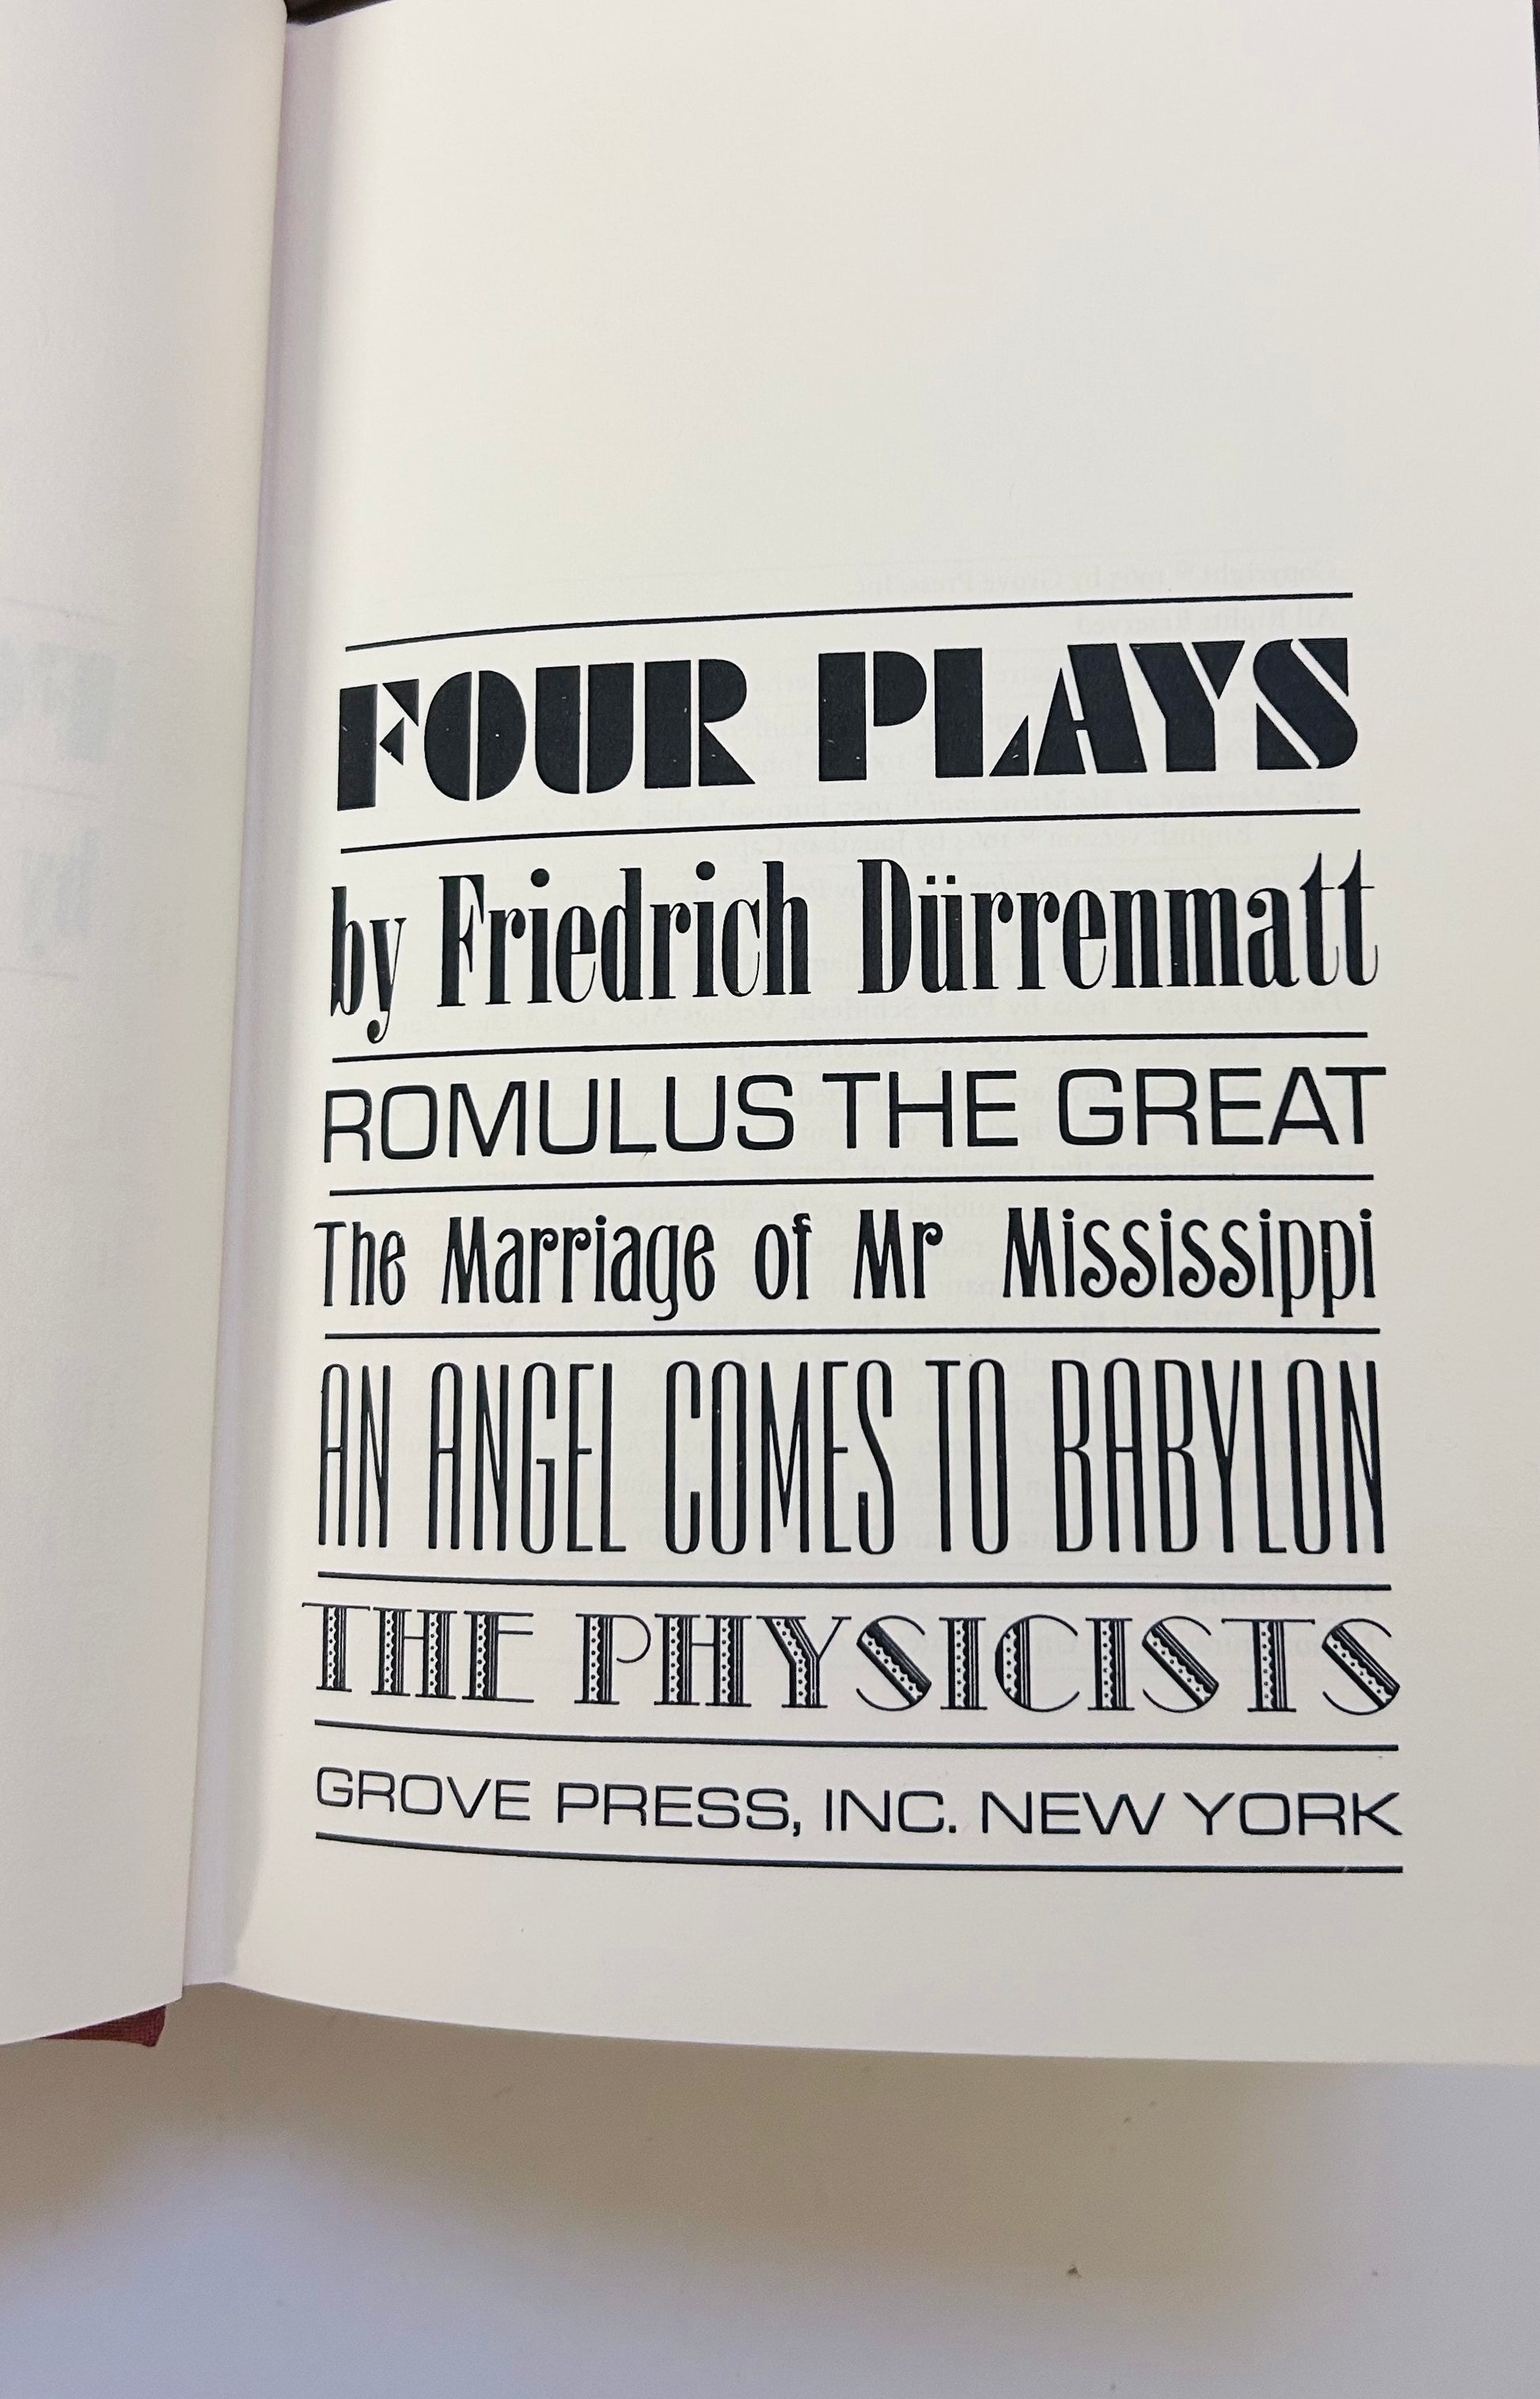 FOUR PLAYS
by Friedrich Dürrenmatt
ROMULUS THE GREAT
The Marriage of Mr Mississippi
AN ANGEL COMES TO BABYLON
THE PHYSICISTS
GROVE PRESS, INC. NEW YORK